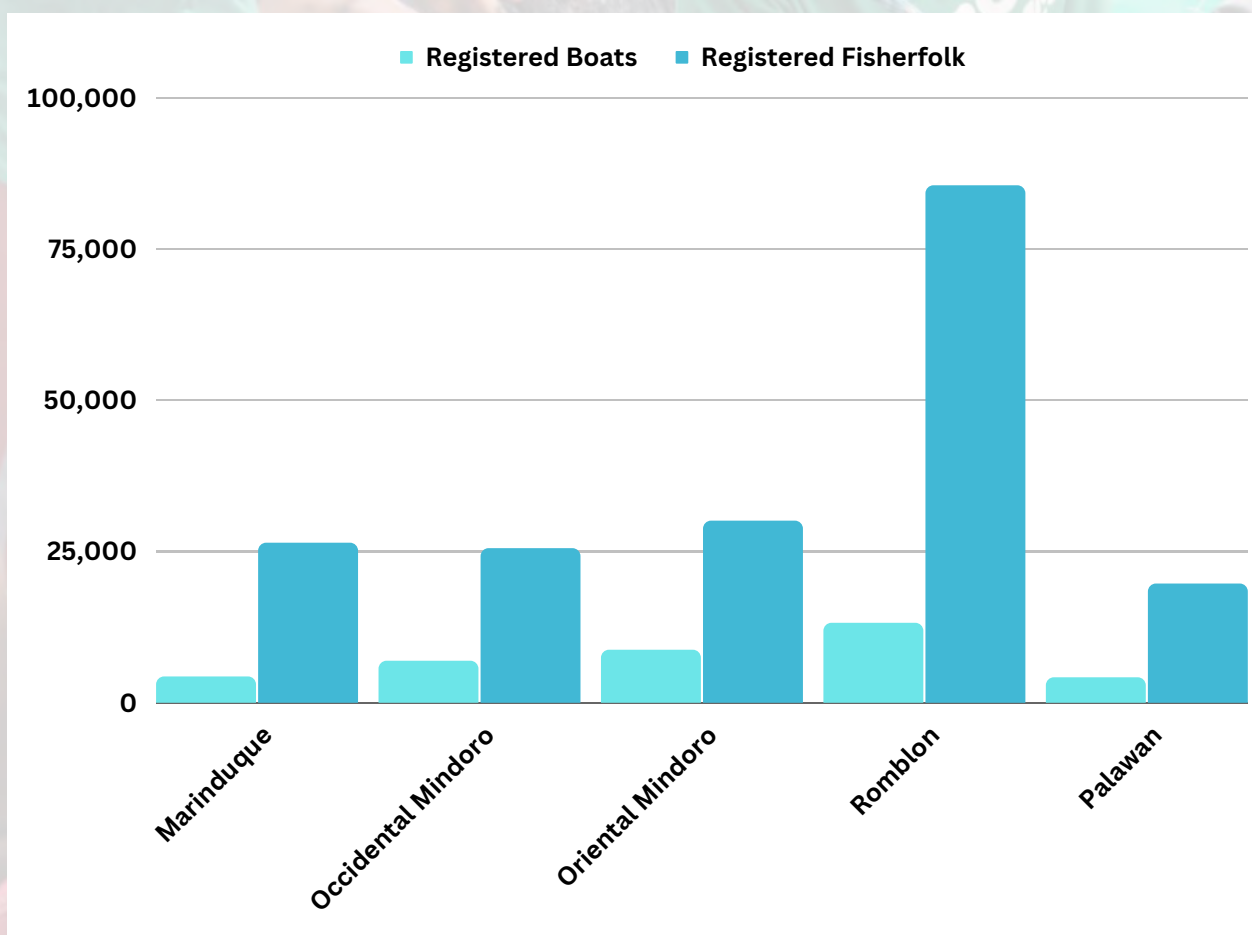 Registered Boats Registered Fisherfolk
100,000
75,000
50,000
25,000
0
Marinduque
Occidental Mindoro
Oriental Mindoro
Romblon
Palawan